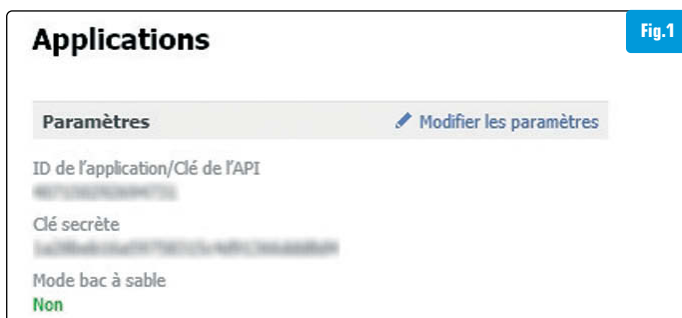 Fig.1
Applications
Paramètres
Modifier les paramètres
ID de l'application/Clé de l'API
Clé secrète
Mode bac à sable
Non